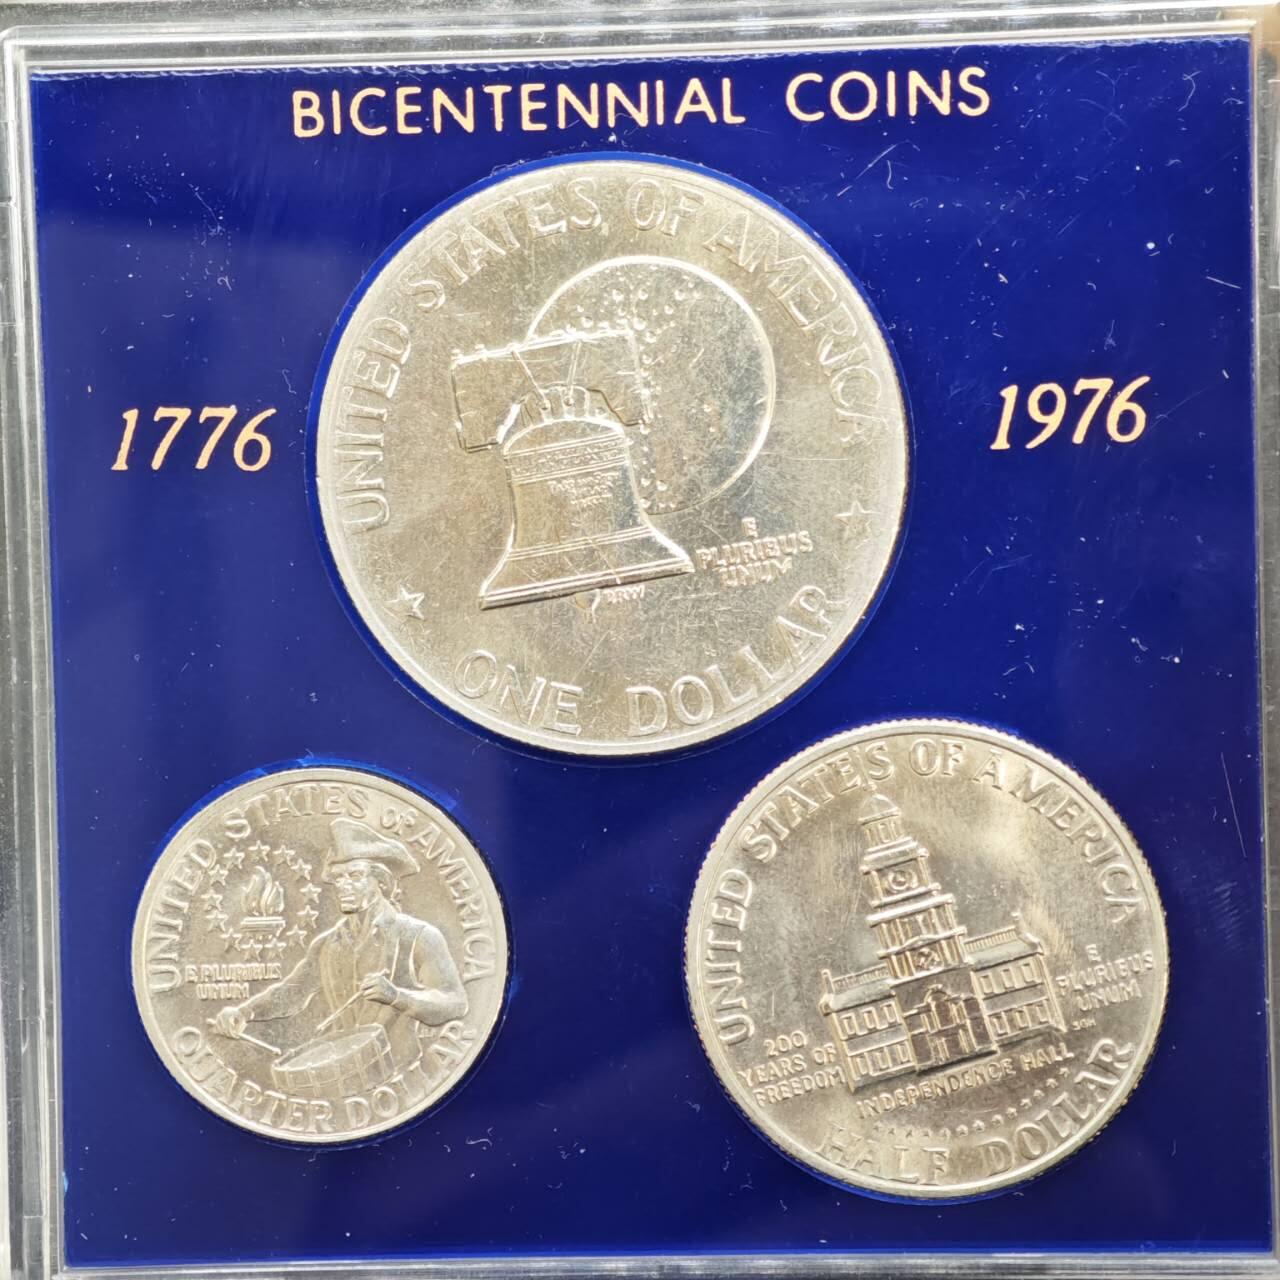 BICENTENNIAL COINS
1776
1976
UNITED STATES OF AMERICA
E
PLURIBUS
UNUM
ONE DOLLAR
UNITED STATES OF AMERICA
E PLURIBUS
UNUM
QUARTER DOLLAR
UNITED STATES OF AMERICA
E
PLURIBUS
UNUM
200
YEARS OF
FREEDOM
INDEPENDENCE HALL
HALF DOLLAR